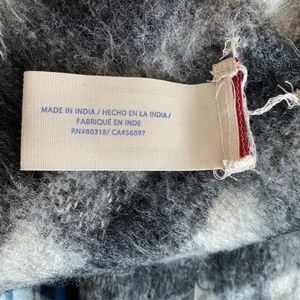 MADE IN INDIA / HECHO EN LA INDIA /
FABRIQUÉ EN INDE
RN#80318/ CA#56897